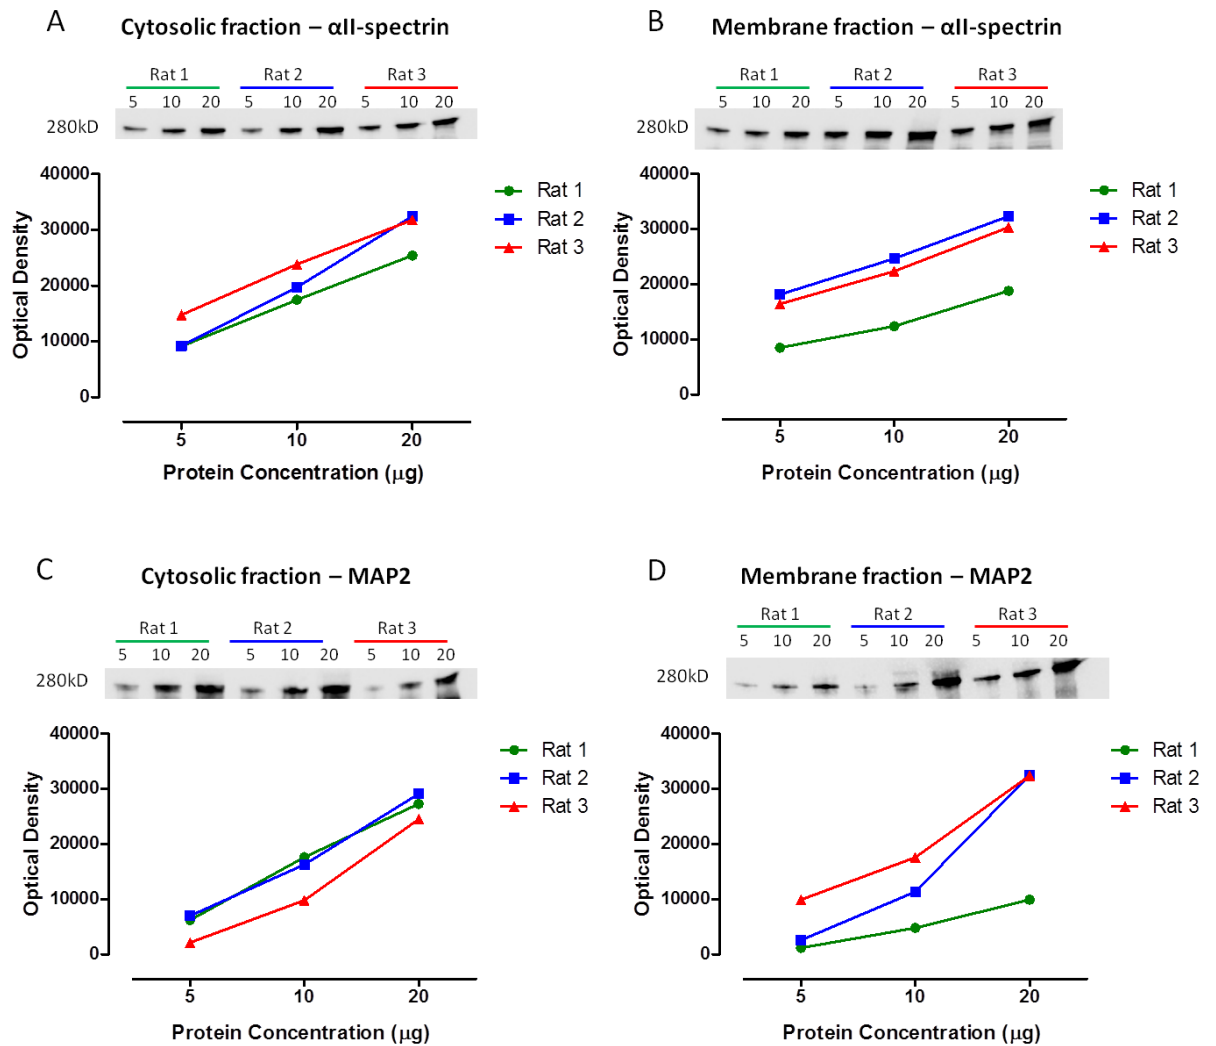 A
Cytosolic fraction – αII-spectrin
Rat 1 Rat 2 Rat 3
5 10 20 5 10 20 5 10 20
280kD
40000
30000
20000
10000
0
Optical Density
5 10 20
Protein Concentration (μg)
Rat 1
Rat 2
Rat 3
B
Membrane fraction – αII-spectrin
Rat 1 Rat 2 Rat 3
5 10 20 5 10 20 5 10 20
280kD
40000
30000
20000
10000
0
Optical Density
5 10 20
Protein Concentration (μg)
Rat 1
Rat 2
Rat 3
C
Cytosolic fraction – MAP2
Rat 1 Rat 2 Rat 3
5 10 20 5 10 20 5 10 20
280kD
40000
30000
20000
10000
0
Optical Density
5 10 20
Protein Concentration (μg)
Rat 1
Rat 2
Rat 3
D
Membrane fraction – MAP2
Rat 1 Rat 2 Rat 3
5 10 20 5 10 20 5 10 20
280kD
40000
30000
20000
10000
0
Optical Density
5 10 20
Protein Concentration (μg)
Rat 1
Rat 2
Rat 3